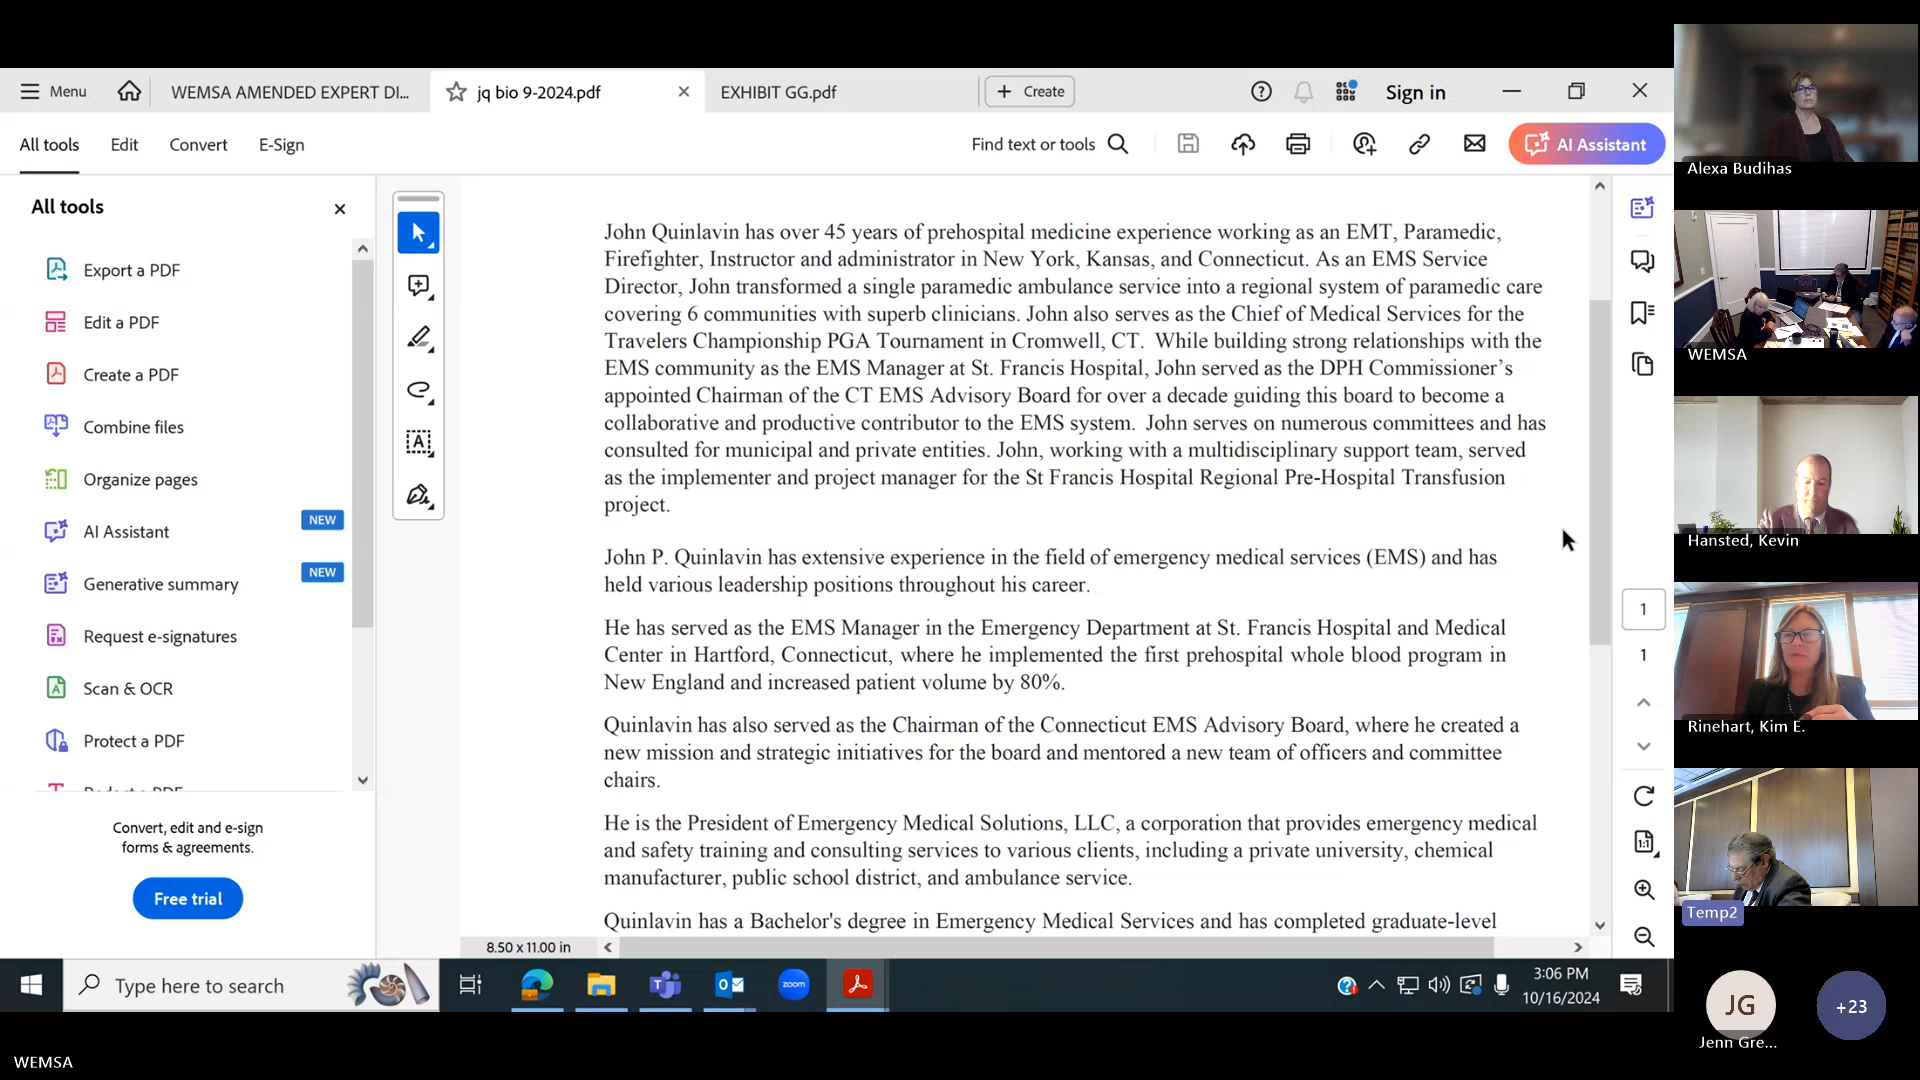 Menu
WEMSA AMENDED EXPERT DI...
jq bio 9-2024.pdf
EXHIBIT GG.pdf
Create
Sign in
All tools
Edit
Convert
E-Sign
Find text or tools
AI Assistant
All tools
Export a PDF
Edit a PDF
Create a PDF
Combine files
Organize pages
AI Assistant
NEW
Generative summary
NEW
Request e-signatures
Scan & OCR
Protect a PDF
Redact a PDF
Convert, edit and e-sign
forms & agreements.
Free trial
John Quinlavin has over 45 years of prehospital medicine experience working as an EMT, Paramedic,
Firefighter, Instructor and administrator in New York, Kansas, and Connecticut. As an EMS Service
Director, John transformed a single paramedic ambulance service into a regional system of paramedic care
covering 6 communities with superb clinicians. John also serves as the Chief of Medical Services for the
Travelers Championship PGA Tournament in Cromwell, CT. While building strong relationships with the
EMS community as the EMS Manager at St. Francis Hospital, John served as the DPH Commissioner’s
appointed Chairman of the CT EMS Advisory Board for over a decade guiding this board to become a
collaborative and productive contributor to the EMS system. John serves on numerous committees and has
consulted for municipal and private entities. John, working with a multidisciplinary support team, served
as the implementer and project manager for the St Francis Hospital Regional Pre-Hospital Transfusion
project.
John P. Quinlavin has extensive experience in the field of emergency medical services (EMS) and has
held various leadership positions throughout his career.
He has served as the EMS Manager in the Emergency Department at St. Francis Hospital and Medical
Center in Hartford, Connecticut, where he implemented the first prehospital whole blood program in
New England and increased patient volume by 80%.
Quinlavin has also served as the Chairman of the Connecticut EMS Advisory Board, where he created a
new mission and strategic initiatives for the board and mentored a new team of officers and committee
chairs.
He is the President of Emergency Medical Solutions, LLC, a corporation that provides emergency medical
and safety training and consulting services to various clients, including a private university, chemical
manufacturer, public school district, and ambulance service.
Quinlavin has a Bachelor's degree in Emergency Medical Services and has completed graduate-level
8.50 x 11.00 in
1
1
1:1
Type here to search
zoom
3:06 PM
10/16/2024
WEMSA
Alexa Budihas
WEMSA
Hansted, Kevin
Rinehart, Kim E.
Temp2
JG
Jenn Gre...
+23